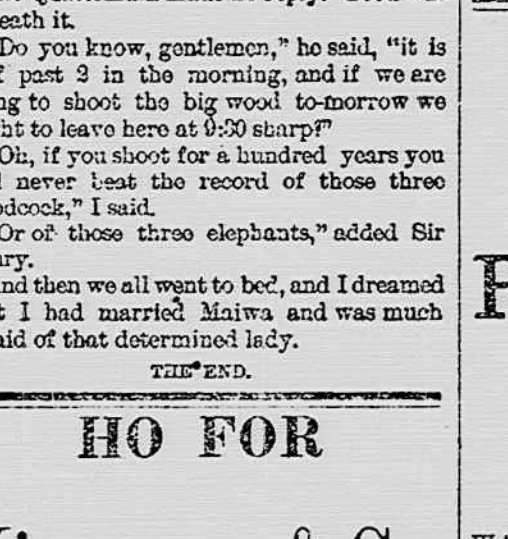 eath it.
Do you know, gentlemen," he said, "it is
f past 2 in the morning, and if we are
ng to shoot the big wood to-morrow we
ht to leave here at 9:30 sharp?"
Oh, if you shoot for a hundred years you
l never beat the record of those three
odcock," I said.
Or of those three elephants," added Sir
ry.
nd then we all went to bed, and I dreamed
t I had married Maiwa and was much
aid of that determined lady.
THE END.
HO FOR